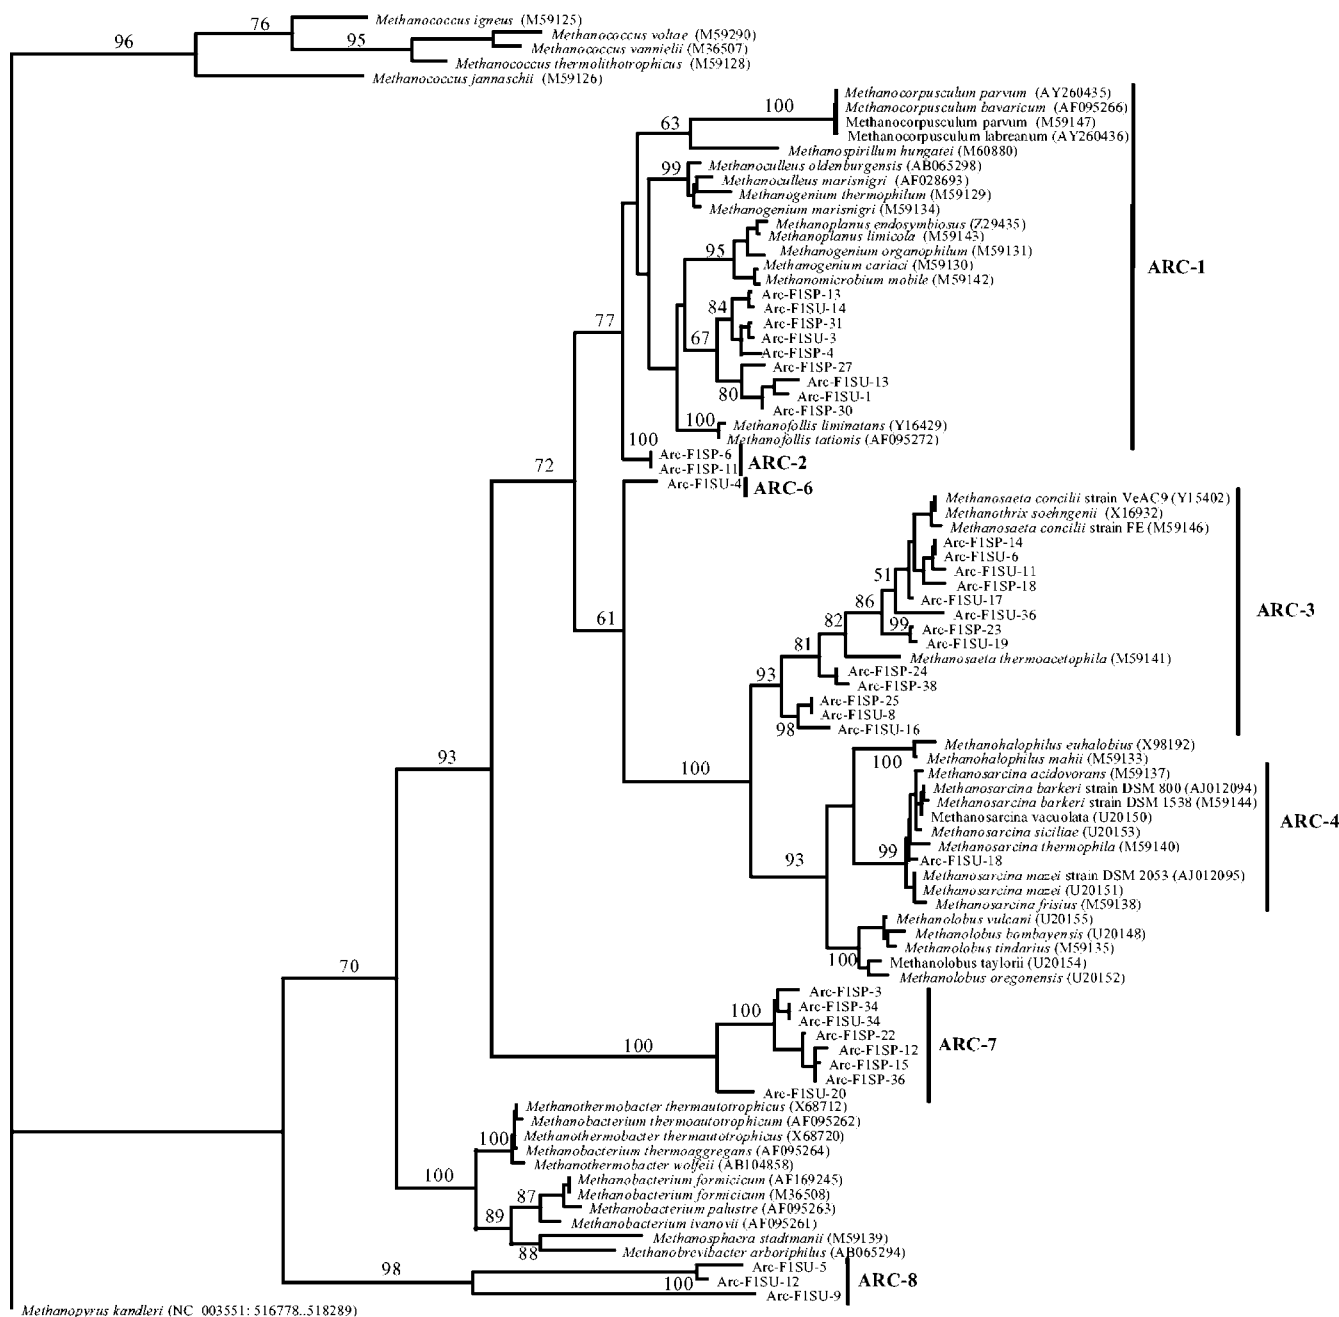 Methanococcus igneus (M59125)
76
Methanococcus voltae (M59290)
96
95
Methanococcus vannielii (M36507)
Methanococcus thermolithotrophicus (M59128)
Methanococcus jannaschii (M59126)
Methanocorpusculum parvum (AY260435)
100
Methanocorpusculum bavaricum (AF095266)
63
Methanocorpusculum parvum (M59147)
Methanocorpusculum labreanum (AY260436)
Methanospirillum hungatei (M60880)
99
Methanoculleus oldenburgensis (AB065298)
Methanoculleus marisnigri (AF028693)
Methanogenium thermophilum (M59129)
Methanogenium marisnigri (M59134)
Methanoplanus endosymbiosus (Z29435)
Methanoplanus limicola (M59143)
95
Methanogenium organophilum (M59131)
Methanogenium cariaci (M59130)
ARC-1
Methanomicrobium mobile (M59142)
Arc-F1SP-13
84
Arc-F1SU-14
77
Arc-F1SP-31
67
Arc-F1SU-3
Arc-F1SP-4
Arc-F1SP-27
Arc-F1SU-13
80
Arc-F1SU-1
Arc-F1SP-30
100
Methanofollis liminatans (Y16429)
100
Methanofollis tationis (AF095272)
Arc-F1SP-6
ARC-2
72
Arc-F1SP-11
Arc-F1SU-4
ARC-6
Methanosaeta concilii strain VeAC9 (Y15402)
Methanothrix soehngenii (X16932)
Methanosaeta concilii strain FE (M59146)
Arc-F1SP-14
Arc-F1SU-6
51
Arc-F1SU-11
Arc-F1SP-18
86
Arc-F1SU-17
ARC-3
61
82
Arc-F1SU-36
99
Arc-F1SP-23
81
Arc-F1SU-19
Methanosaeta thermoacetophila (M59141)
93
Arc-F1SP-24
Arc-F1SP-38
Arc-F1SP-25
Arc-F1SU-8
98
Arc-F1SU-16
Methanohalophilus euhalobius (X98192)
93
100
100
Methanohalophilus mahii (M59133)
Methanosarcina acidovorans (M59137)
Methanosarcina barkeri strain DSM 800 (AJ012094)
Methanosarcina barkeri strain DSM 1538 (M59144)
Methanosarcina vacuolata (U20150)
ARC-4
Methanosarcina siciliae (U20153)
Methanosarcina thermophila (M59140)
93
99
Arc-F1SU-18
Methanosarcina mazei strain DSM 2053 (AJ012095)
Methanosarcina mazei (U20151)
Methanosarcina frisius (M59138)
Methanolobus vulcani (U20155)
Methanolobus bombayensis (U20148)
Methanolobus tindarius (M59135)
70
100
Methanolobus taylorii (U20154)
Methanolobus oregonensis (U20152)
Arc-F1SP-3
100
Arc-F1SP-34
Arc-F1SU-34
Arc-F1SP-22
ARC-7
100
Arc-F1SP-12
Arc-F1SP-15
Arc-F1SP-36
Arc-F1SU-20
Methanothermobacter thermautotrophicus (X68712)
Methanobacterium thermoautotrophicum (AF095262)
100
Methanothermobacter thermautotrophicus (X68720)
Methanobacterium thermoaggregans (AF095264)
Methanothermobacter wolfeii (AB104858)
100
Methanobacterium formicicum (AF169245)
87
Methanobacterium formicicum (M36508)
Methanobacterium palustre (AF095263)
89
Methanobacterium ivanovii (AF095261)
Methanosphaera stadtmanii (M59139)
88
Methanobrevibacter arboriphilus (AB065294)
98
Arc-F1SU-5
100
Arc-F1SU-12
ARC-8
Arc-F1SU-9
Methanopyrus kandleri (NC_003551: 516778..518289)